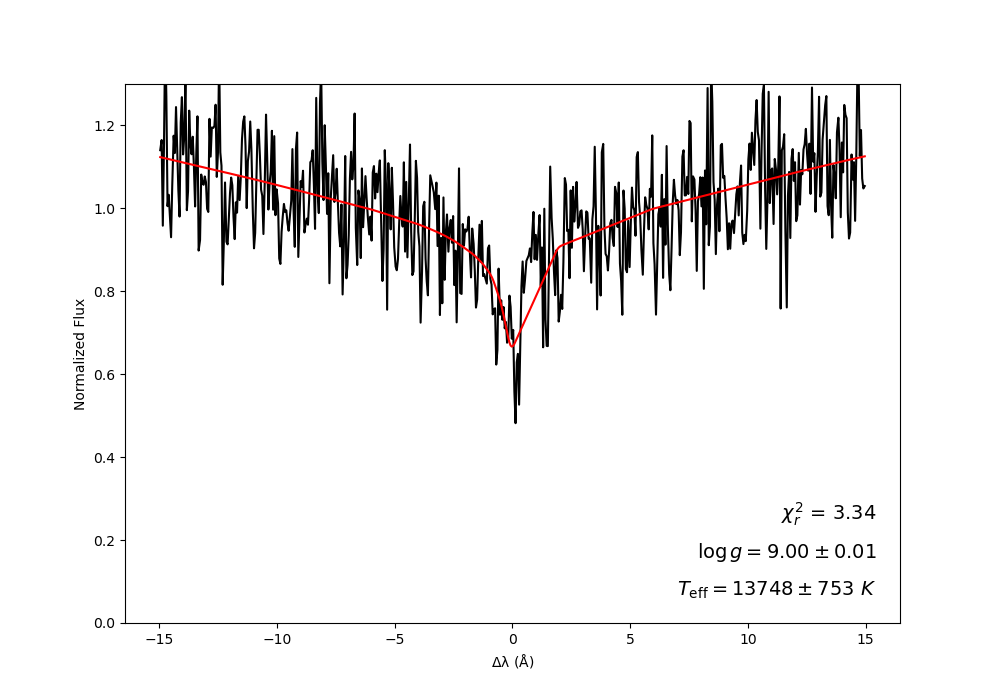 1.2
1.0
0.8
0.6
0.4
0.2
0.0
Normalized Flux
χ²ᵣ = 3.34
log g = 9.00 ± 0.01
T_eff = 13748 ± 753 K
−15 −10 −5 0 5 10 15
Δλ (Å)